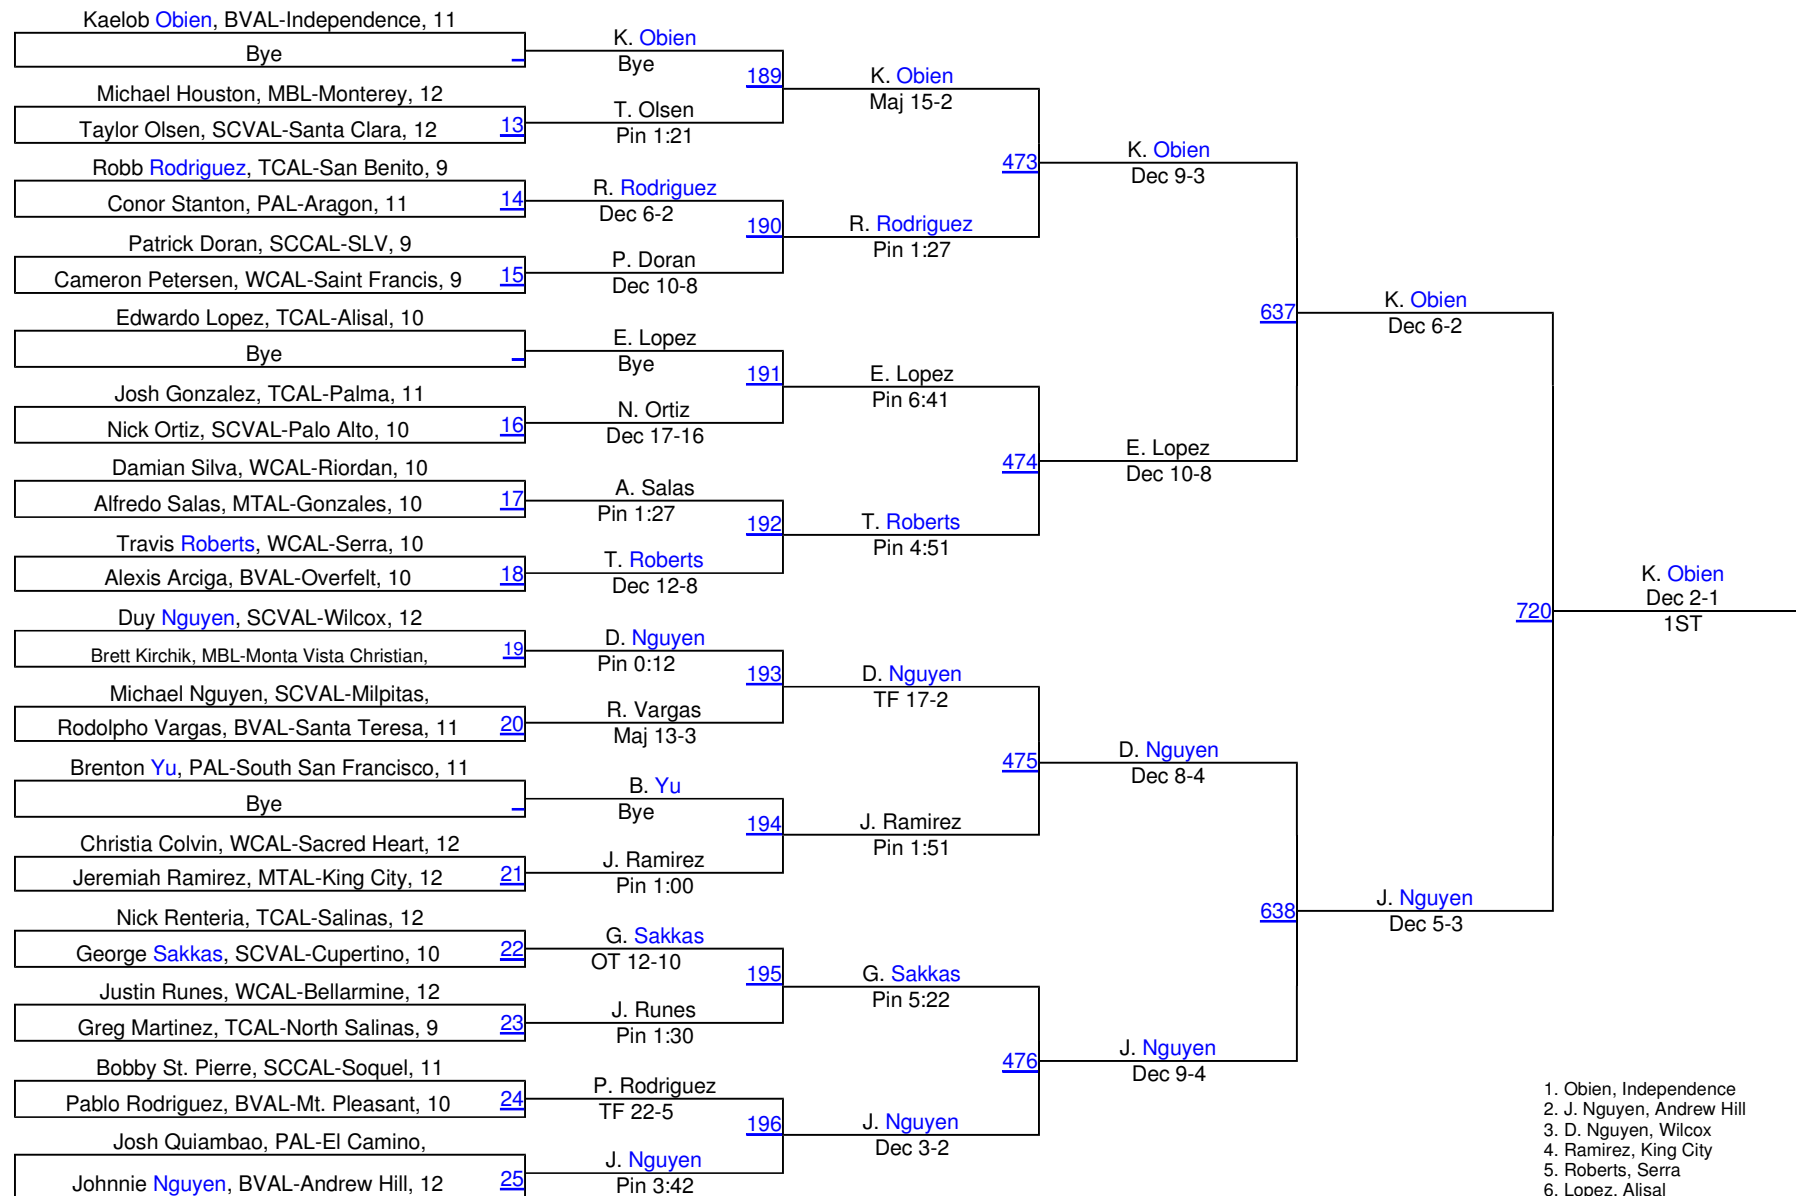 Kaelob Obien, BVAL-Independence, 11
Bye
Michael Houston, MBL-Monterey, 12
Taylor Olsen, SCVAL-Santa Clara, 12 13
Robb Rodriguez, TCAL-San Benito, 9
Conor Stanton, PAL-Aragon, 11 14
Patrick Doran, SCCAL-SLV, 9
Cameron Petersen, WCAL-Saint Francis, 9 15
Edwardo Lopez, TCAL-Alisal, 10
Bye
Josh Gonzalez, TCAL-Palma, 11
Nick Ortiz, SCVAL-Palo Alto, 10 16
Damian Silva, WCAL-Riordan, 10
Alfredo Salas, MTAL-Gonzales, 10 17
Travis Roberts, WCAL-Serra, 10
Alexis Arciga, BVAL-Overfelt, 10 18
Duy Nguyen, SCVAL-Wilcox, 12
Brett Kirchik, MBL-Monta Vista Christian, 19
Michael Nguyen, SCVAL-Milpitas,
Rodolpho Vargas, BVAL-Santa Teresa, 11 20
Brenton Yu, PAL-South San Francisco, 11
Bye
Christia Colvin, WCAL-Sacred Heart, 12
Jeremiah Ramirez, MTAL-King City, 12 21
Nick Renteria, TCAL-Salinas, 12
George Sakkas, SCVAL-Cupertino, 10 22
Justin Runes, WCAL-Bellarmine, 12
Greg Martinez, TCAL-North Salinas, 9 23
Bobby St. Pierre, SCCAL-Soquel, 11
Pablo Rodriguez, BVAL-Mt. Pleasant, 10 24
Josh Quiambao, PAL-El Camino,
Johnnie Nguyen, BVAL-Andrew Hill, 12 25
K. Obien
Bye
189
T. Olsen
Pin 1:21
R. Rodriguez
Dec 6-2
190
P. Doran
Dec 10-8
E. Lopez
Bye
191
N. Ortiz
Dec 17-16
A. Salas
Pin 1:27
192
T. Roberts
Dec 12-8
D. Nguyen
Pin 0:12
193
R. Vargas
Maj 13-3
B. Yu
Bye
194
J. Ramirez
Pin 1:00
G. Sakkas
OT 12-10
195
J. Runes
Pin 1:30
P. Rodriguez
TF 22-5
196
J. Nguyen
Pin 3:42
K. Obien
Maj 15-2
473
R. Rodriguez
Pin 1:27
E. Lopez
Pin 6:41
474
T. Roberts
Pin 4:51
D. Nguyen
TF 17-2
475
J. Ramirez
Pin 1:51
G. Sakkas
Pin 5:22
476
J. Nguyen
Dec 3-2
K. Obien
Dec 9-3
637
E. Lopez
Dec 10-8
D. Nguyen
Dec 8-4
638
J. Nguyen
Dec 9-4
K. Obien
Dec 6-2
720
J. Nguyen
Dec 5-3
K. Obien
Dec 2-1
1ST
1. Obien, Independence
2. J. Nguyen, Andrew Hill
3. D. Nguyen, Wilcox
4. Ramirez, King City
5. Roberts, Serra
6. Lopez, Alisal